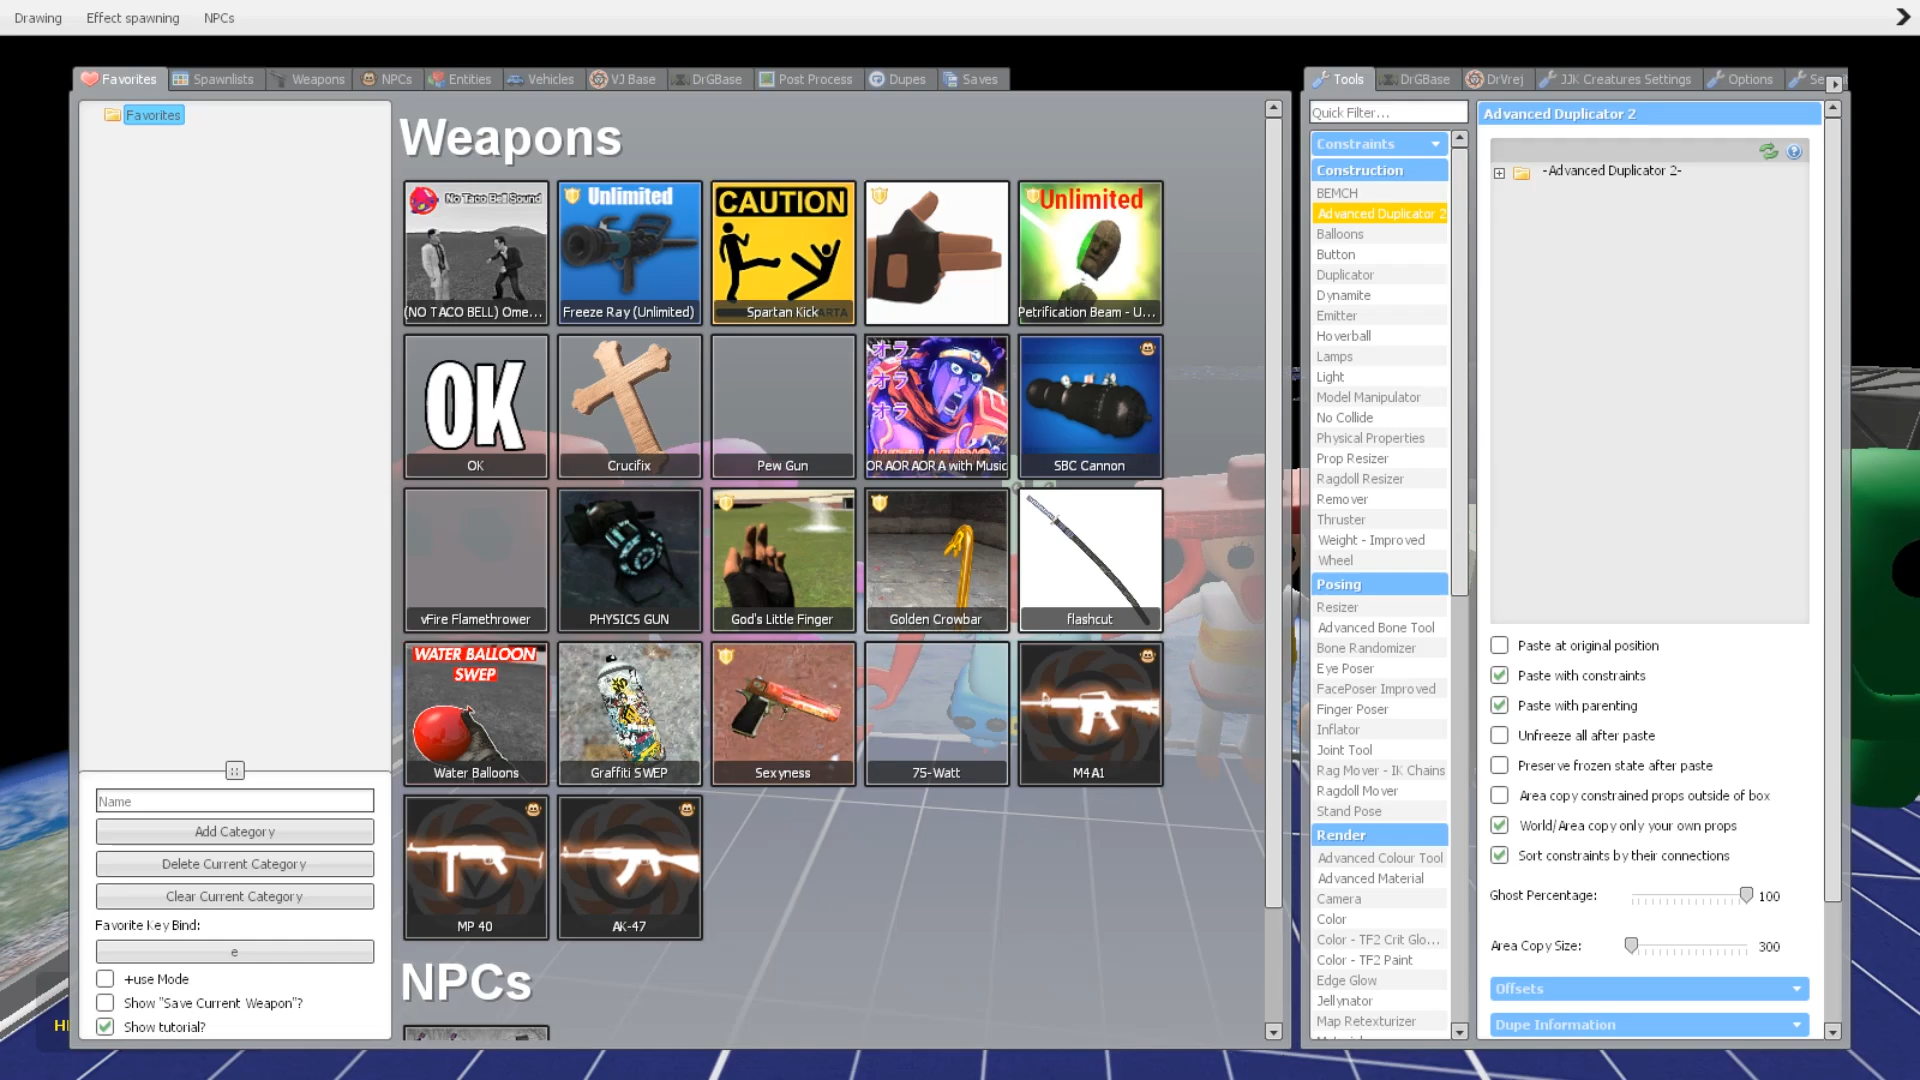 Drawing Effect spawning NPCs
Favorites Spawnlists Weapons NPCs Entities Vehicles VJ Base DrGBase Post Process Dupes Saves
Favorites
Weapons
No Taco Bell Sound
(NO TACO BELL) Ome...
Unlimited
Freeze Ray (Unlimited)
CAUTION
Spartan Kick
Unlimited
Petrification Beam - U...
OK
OK
Crucifix
Pew Gun
オラ
オラ
オラ
ORAORAORA with Music
SBC Cannon
vFire Flamethrower
PHYSICS GUN
God's Little Finger
Golden Crowbar
flashcut
WATER BALLOON
SWEP
Water Balloons
Graffiti SWEP
Sexyness
75-Watt
M4A1
MP 40
AK-47
NPCs
Name
Add Category
Delete Current Category
Clear Current Category
Favorite Key Bind:
e
+use Mode
Show "Save Current Weapon"?
Show tutorial?
Tools DrGBase DrVrej JJK Creatures Settings Options
Quick Filter...
Constraints
Construction
BEMCH
Advanced Duplicator 2
Balloons
Button
Duplicator
Dynamite
Emitter
Hoverball
Lamps
Light
Model Manipulator
No Collide
Physical Properties
Prop Resizer
Ragdoll Resizer
Remover
Thruster
Weight - Improved
Wheel
Posing
Resizer
Advanced Bone Tool
Bone Randomizer
Eye Poser
FacePoser Improved
Finger Poser
Inflator
Joint Tool
Rag Mover - IK Chains
Ragdoll Mover
Stand Pose
Render
Advanced Colour Tool
Advanced Material
Camera
Color
Color - TF2 Crit Glo...
Color - TF2 Paint
Edge Glow
Jellynator
Map Retexturizer
Advanced Duplicator 2
-Advanced Duplicator 2-
Paste at original position
Paste with constraints
Paste with parenting
Unfreeze all after paste
Preserve frozen state after paste
Area copy constrained props outside of box
World/Area copy only your own props
Sort constraints by their connections
Ghost Percentage: 100
Area Copy Size: 300
Offsets
Dupe Information